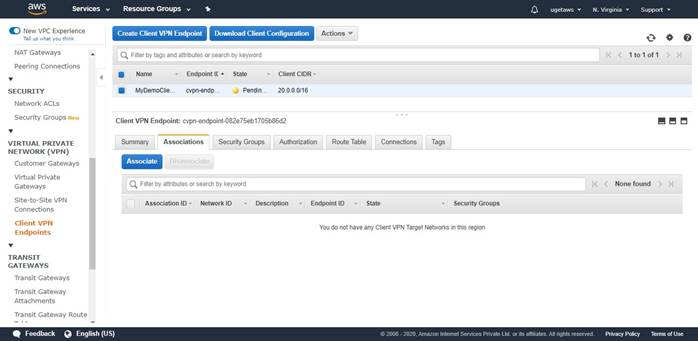 aws Services Resource Groups ugetaws N. Virginia Support
New VPC Experience
Tell us what you think
NAT Gateways
Peering Connections
SECURITY
Network ACLs
Security Groups New
VIRTUAL PRIVATE
NETWORK (VPN)
Customer Gateways
Virtual Private
Gateways
Site-to-Site VPN
Connections
Client VPN
Endpoints
TRANSIT
GATEWAYS
Transit Gateways
Transit Gateway
Attachments
Transit Gateway Route
Create Client VPN Endpoint Download Client Configuration Actions
Filter by tags and attributes or search by keyword 1 to 1 of 1
Name Endpoint ID State Client CIDR
MyDemoClie... cvpn-endp... Pendin... 20.0.0.0/16
Client VPN Endpoint: cvpn-endpoint-082e75eb1705b86d2
Summary Associations Security Groups Authorization Route Table Connections Tags
Associate Disassociate
Filter by attributes or search by keyword None found
Association ID Network ID Description Endpoint ID State Security Groups
You do not have any Client VPN Target Networks in this region
Feedback English (US) © 2008 - 2020, Amazon Internet Services Private Ltd. or its affiliates. All rights reserved. Privacy Policy Terms of Use